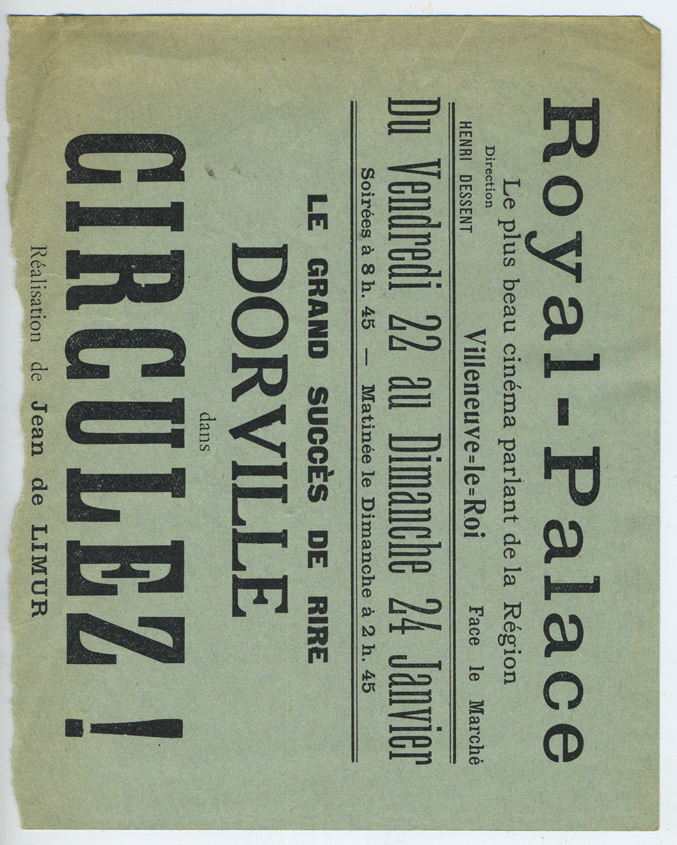 Royal-Palace
Le plus beau cinéma parlant de la Région
Direction
HENRI DESSENT
Villeneuve=le=Roi
Face le Marché
Du Vendredi 22 au Dimanche 24 Janvier
Soirées à 8 h. 45 — Matinée le Dimanche à 2 h. 45
LE GRAND SUCCÈS DE RIRE
DORVILLE
dans
CIRCULEZ !
Réalisation de Jean de LIMUR